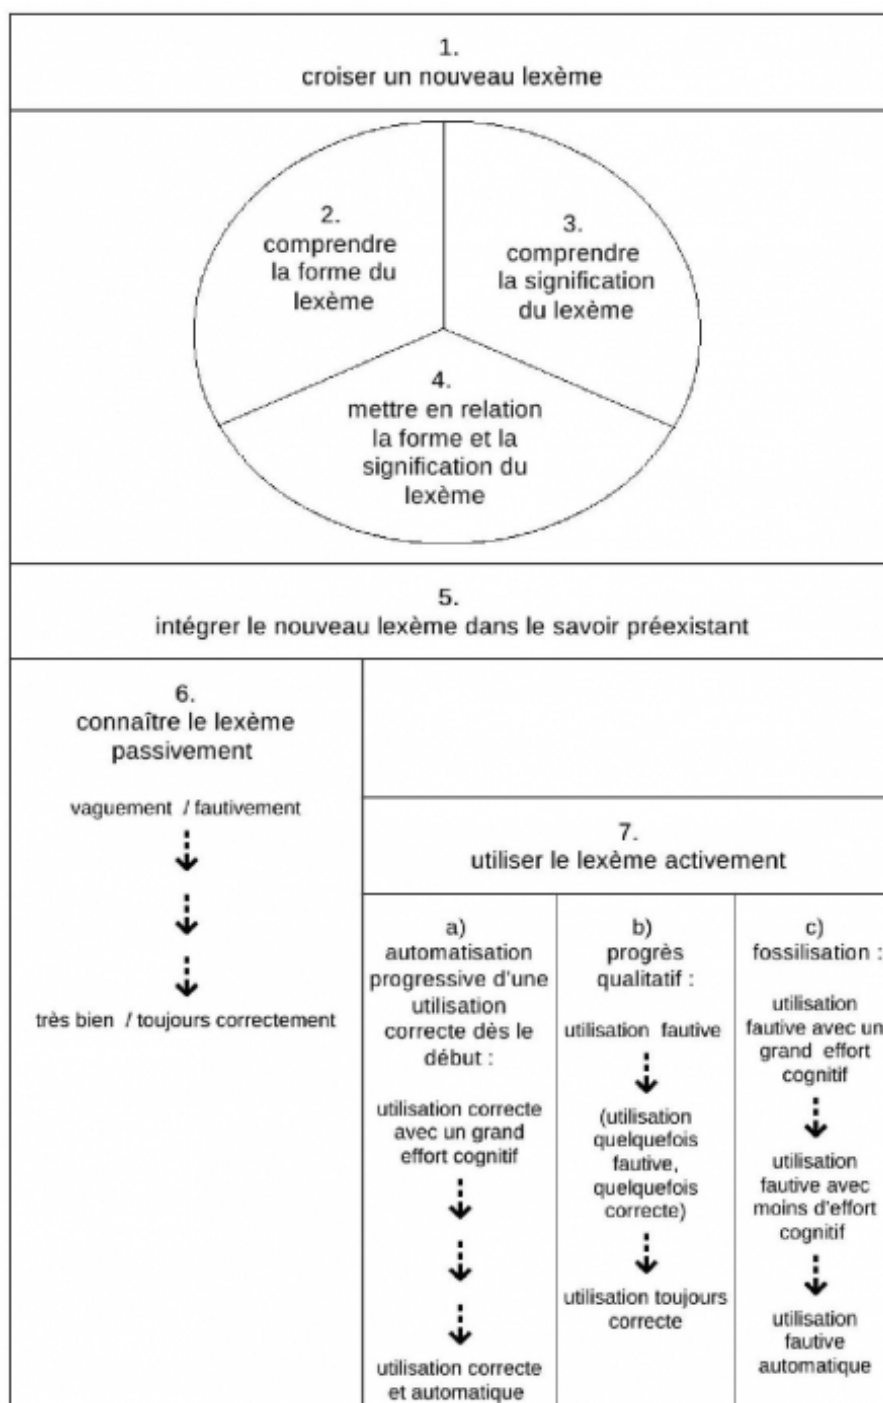 1.
croiser un nouveau lexème
2.
comprendre
la forme du
lexème
3.
comprendre
la signification
du lexème
4.
mettre en relation
la forme et la
signification du
lexème
5.
intégrer le nouveau lexème dans le savoir préexistant
6.
connaître le lexème
passivement
vaguement / fautivement
très bien / toujours correctement
7.
utiliser le lexème activement
a)
automatisation
progressive d'une
utilisation
correcte dès le
début :
utilisation correcte
avec un grand
effort cognitif
utilisation correcte
et automatique
b)
progrès
qualitatif :
utilisation fautive
(utilisation
quelquefois
fautive,
quelquefois
correcte)
utilisation toujours
correcte
c)
fossilisation :
utilisation
fautive avec un
grand effort
cognitif
utilisation
fautive avec
moins d'effort
cognitif
utilisation
fautive
automatique